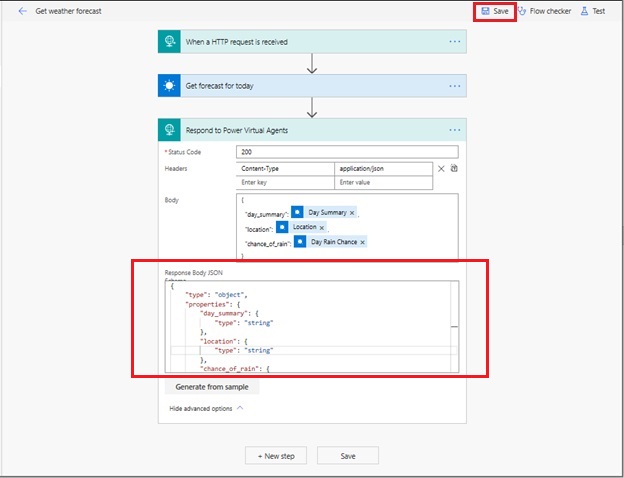 Get weather forecast
Save
Flow checker
Test
When a HTTP request is received
Get forecast for today
Respond to Power Virtual Agents
* Status Code
200
Headers
Content-Type
application/json
Enter key
Enter value
Body
{
"day_summary": Day Summary ,
"location": Location ,
"chance_of_rain": Day Rain Chance
}
Response Body JSON
Schema
{
"type": "object",
"properties": {
"day_summary": {
"type": "string"
},
"location": {
"type": "string"
},
"chance_of_rain": {
Generate from sample
Hide advanced options
+ New step
Save